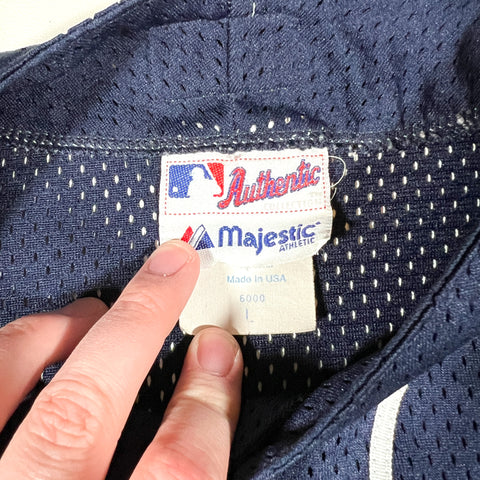 Authentic
Majestic
ATHLETIC
Made In USA
6000
L